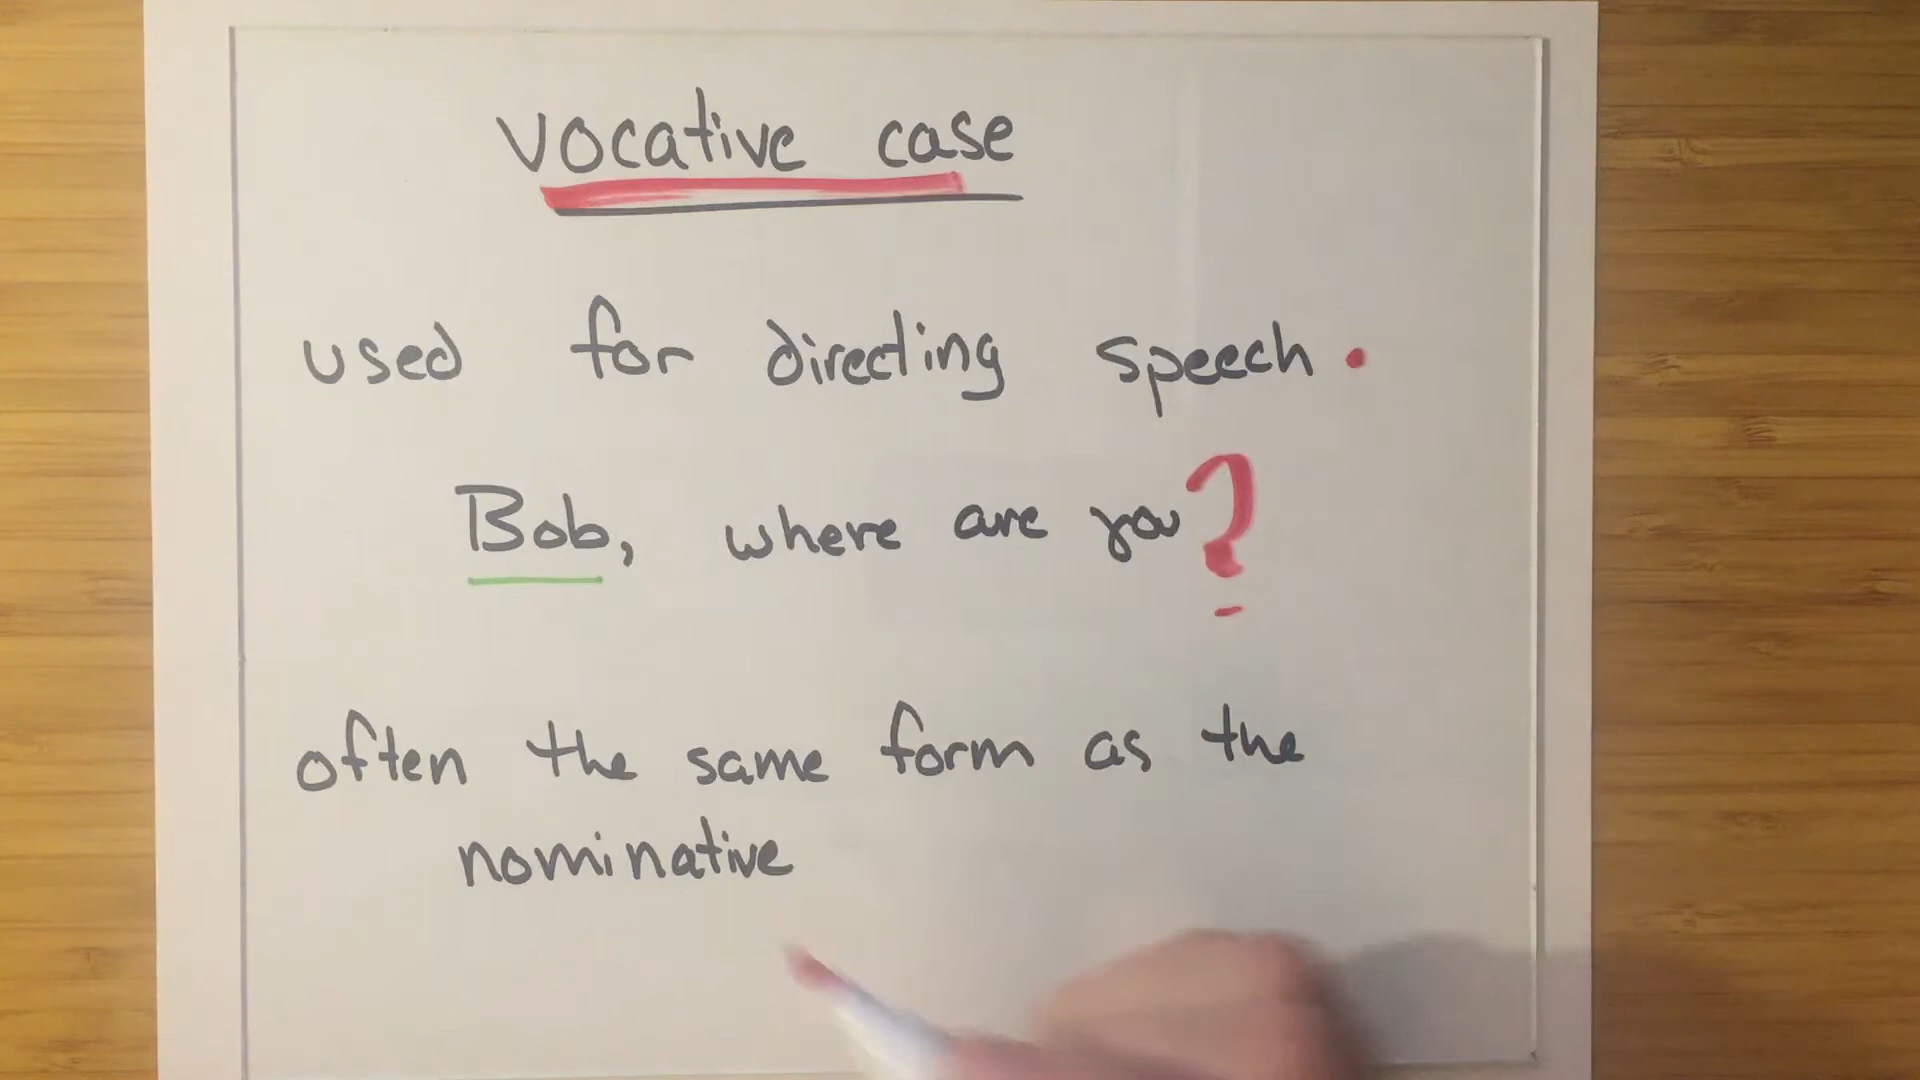 vocative case
used for directing speech.
Bob, where are you?
often the same form as the
nominative